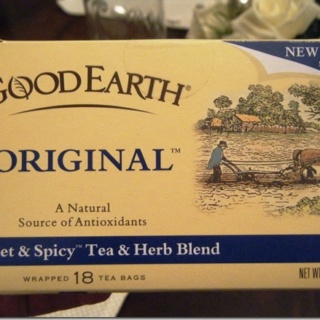 NEW
GOOD EARTH®
ORIGINAL™
A Natural
Source of Antioxidants
et & Spicy™ Tea & Herb Blend
WRAPPED 18 TEA BAGS
NET W